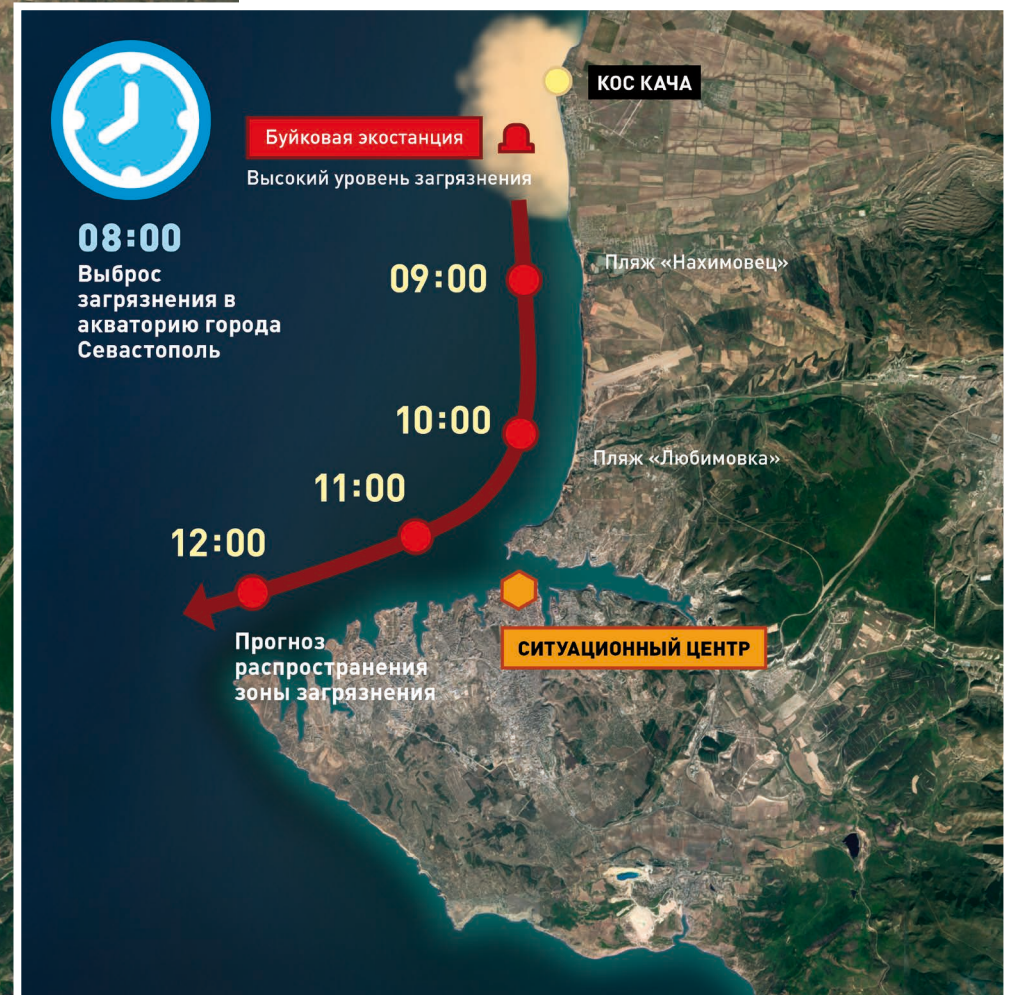 КОС КАЧА
Буйковая экостанция
Высокий уровень загрязнения
08:00
Выброс
загрязнения в
акваторию города
Севастополь
09:00
Пляж «Нахимовец»
10:00
Пляж «Любимовка»
11:00
12:00
Прогноз
распространения
зоны загрязнения
СИТУАЦИОННЫЙ ЦЕНТР